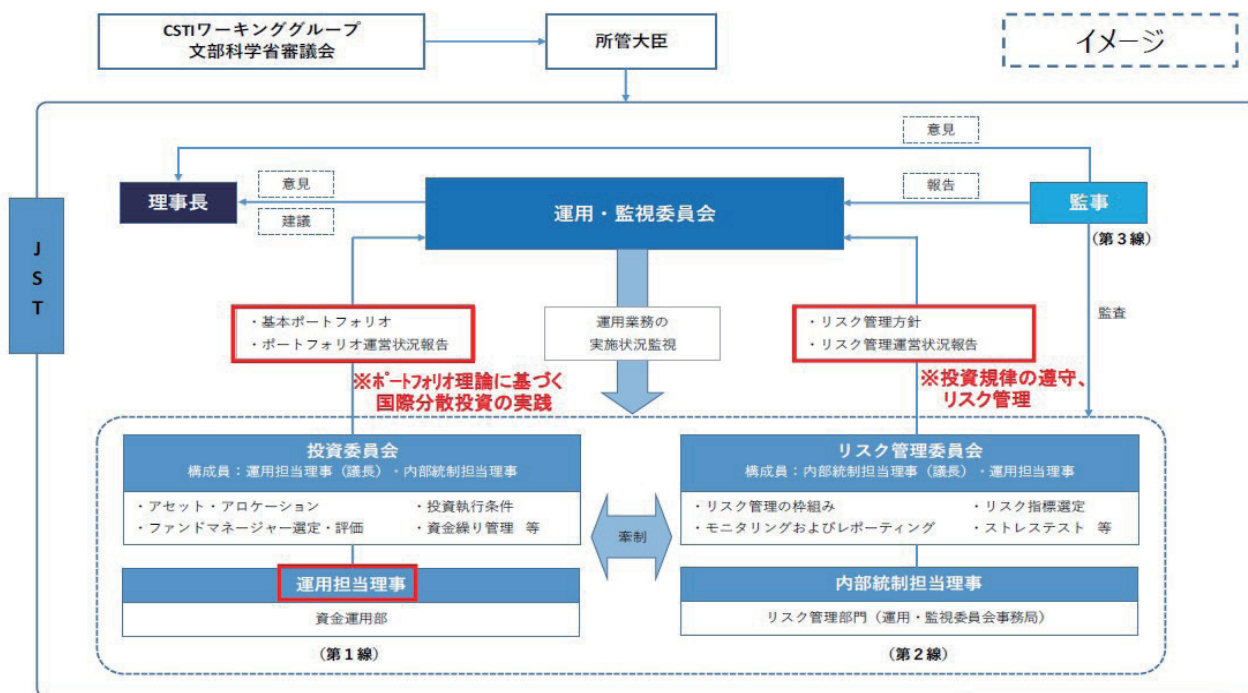 CSTIワーキンググループ
文部科学省審議会
所管大臣
イメージ
意見
理事長
意見
建議
運用・監視委員会
報告
監事
(第3線)
JST
・基本ポートフォリオ
・ポートフォリオ運営状況報告
運用業務の
実施状況監視
・リスク管理方針
・リスク管理運営状況報告
監査
※ポートフォリオ理論に基づく
国際分散投資の実践
※投資規律の遵守、
リスク管理
投資委員会
構成員：運用担当理事（議長）・内部統制担当理事
・アセット・アロケーション
・投資執行条件
・ファンドマネージャー選定・評価
・資金繰り管理 等
牽制
リスク管理委員会
構成員：内部統制担当理事（議長）・運用担当理事
・リスク管理の枠組み
・リスク指標選定
・モニタリングおよびレポーティング
・ストレステスト 等
運用担当理事
資金運用部
(第1線)
内部統制担当理事
リスク管理部門（運用・監視委員会事務局）
(第2線)